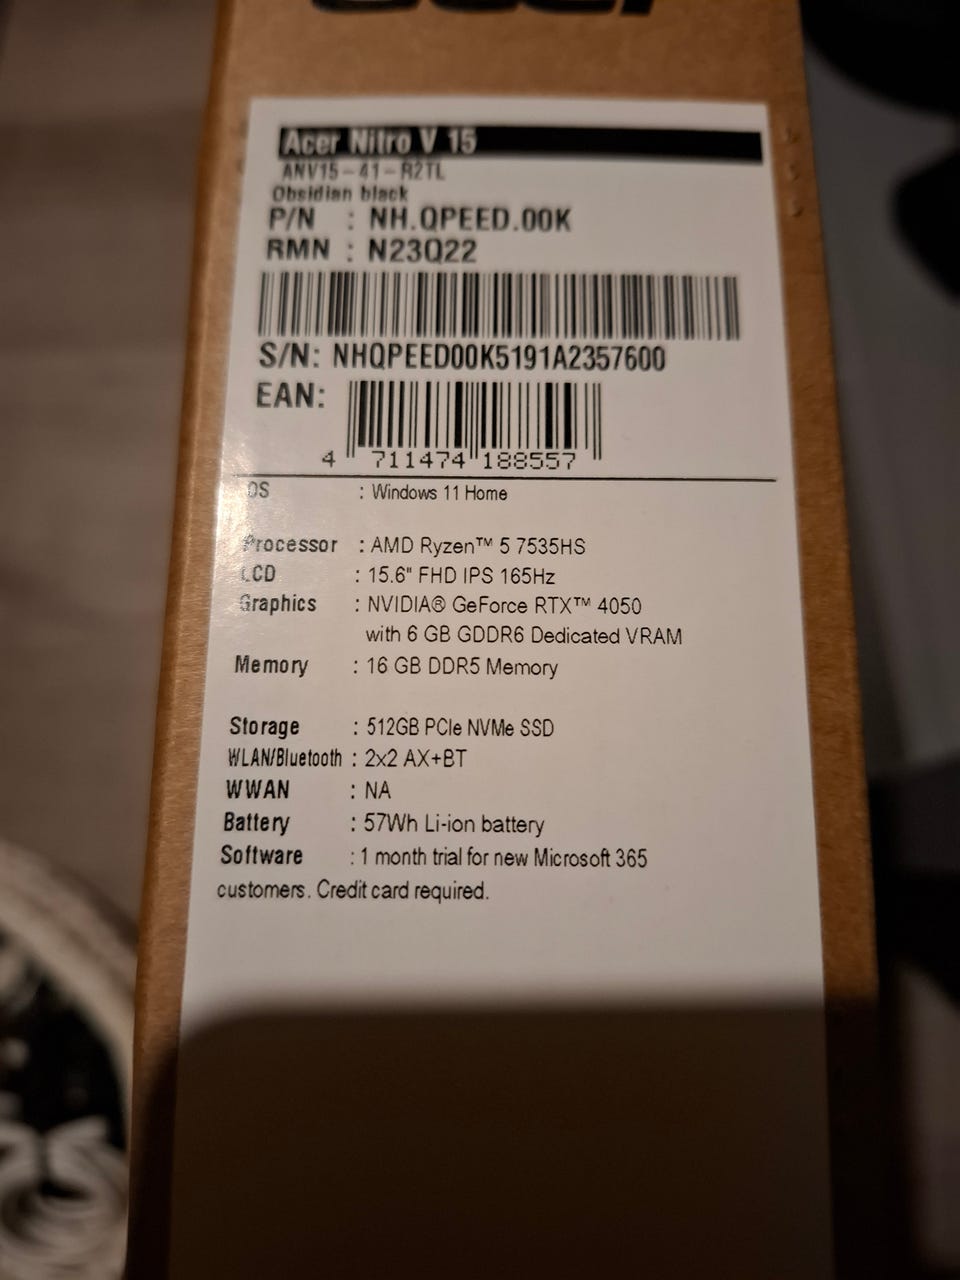 acer
Acer Nitro V 15
ANV15-41-R2TL
Obsidian black
P/N : NH.QPEED.00K
RMN : N23Q22
S/N: NHQPEED00K5191A2357600
EAN:
4 711474 188557
OS : Windows 11 Home
Processor : AMD Ryzen™ 5 7535HS
LCD : 15.6" FHD IPS 165Hz
Graphics : NVIDIA® GeForce RTX™ 4050
with 6 GB GDDR6 Dedicated VRAM
Memory : 16 GB DDR5 Memory
Storage : 512GB PCIe NVMe SSD
WLAN/Bluetooth : 2x2 AX+BT
WWAN : NA
Battery : 57Wh Li-ion battery
Software : 1 month trial for new Microsoft 365
customers. Credit card required.